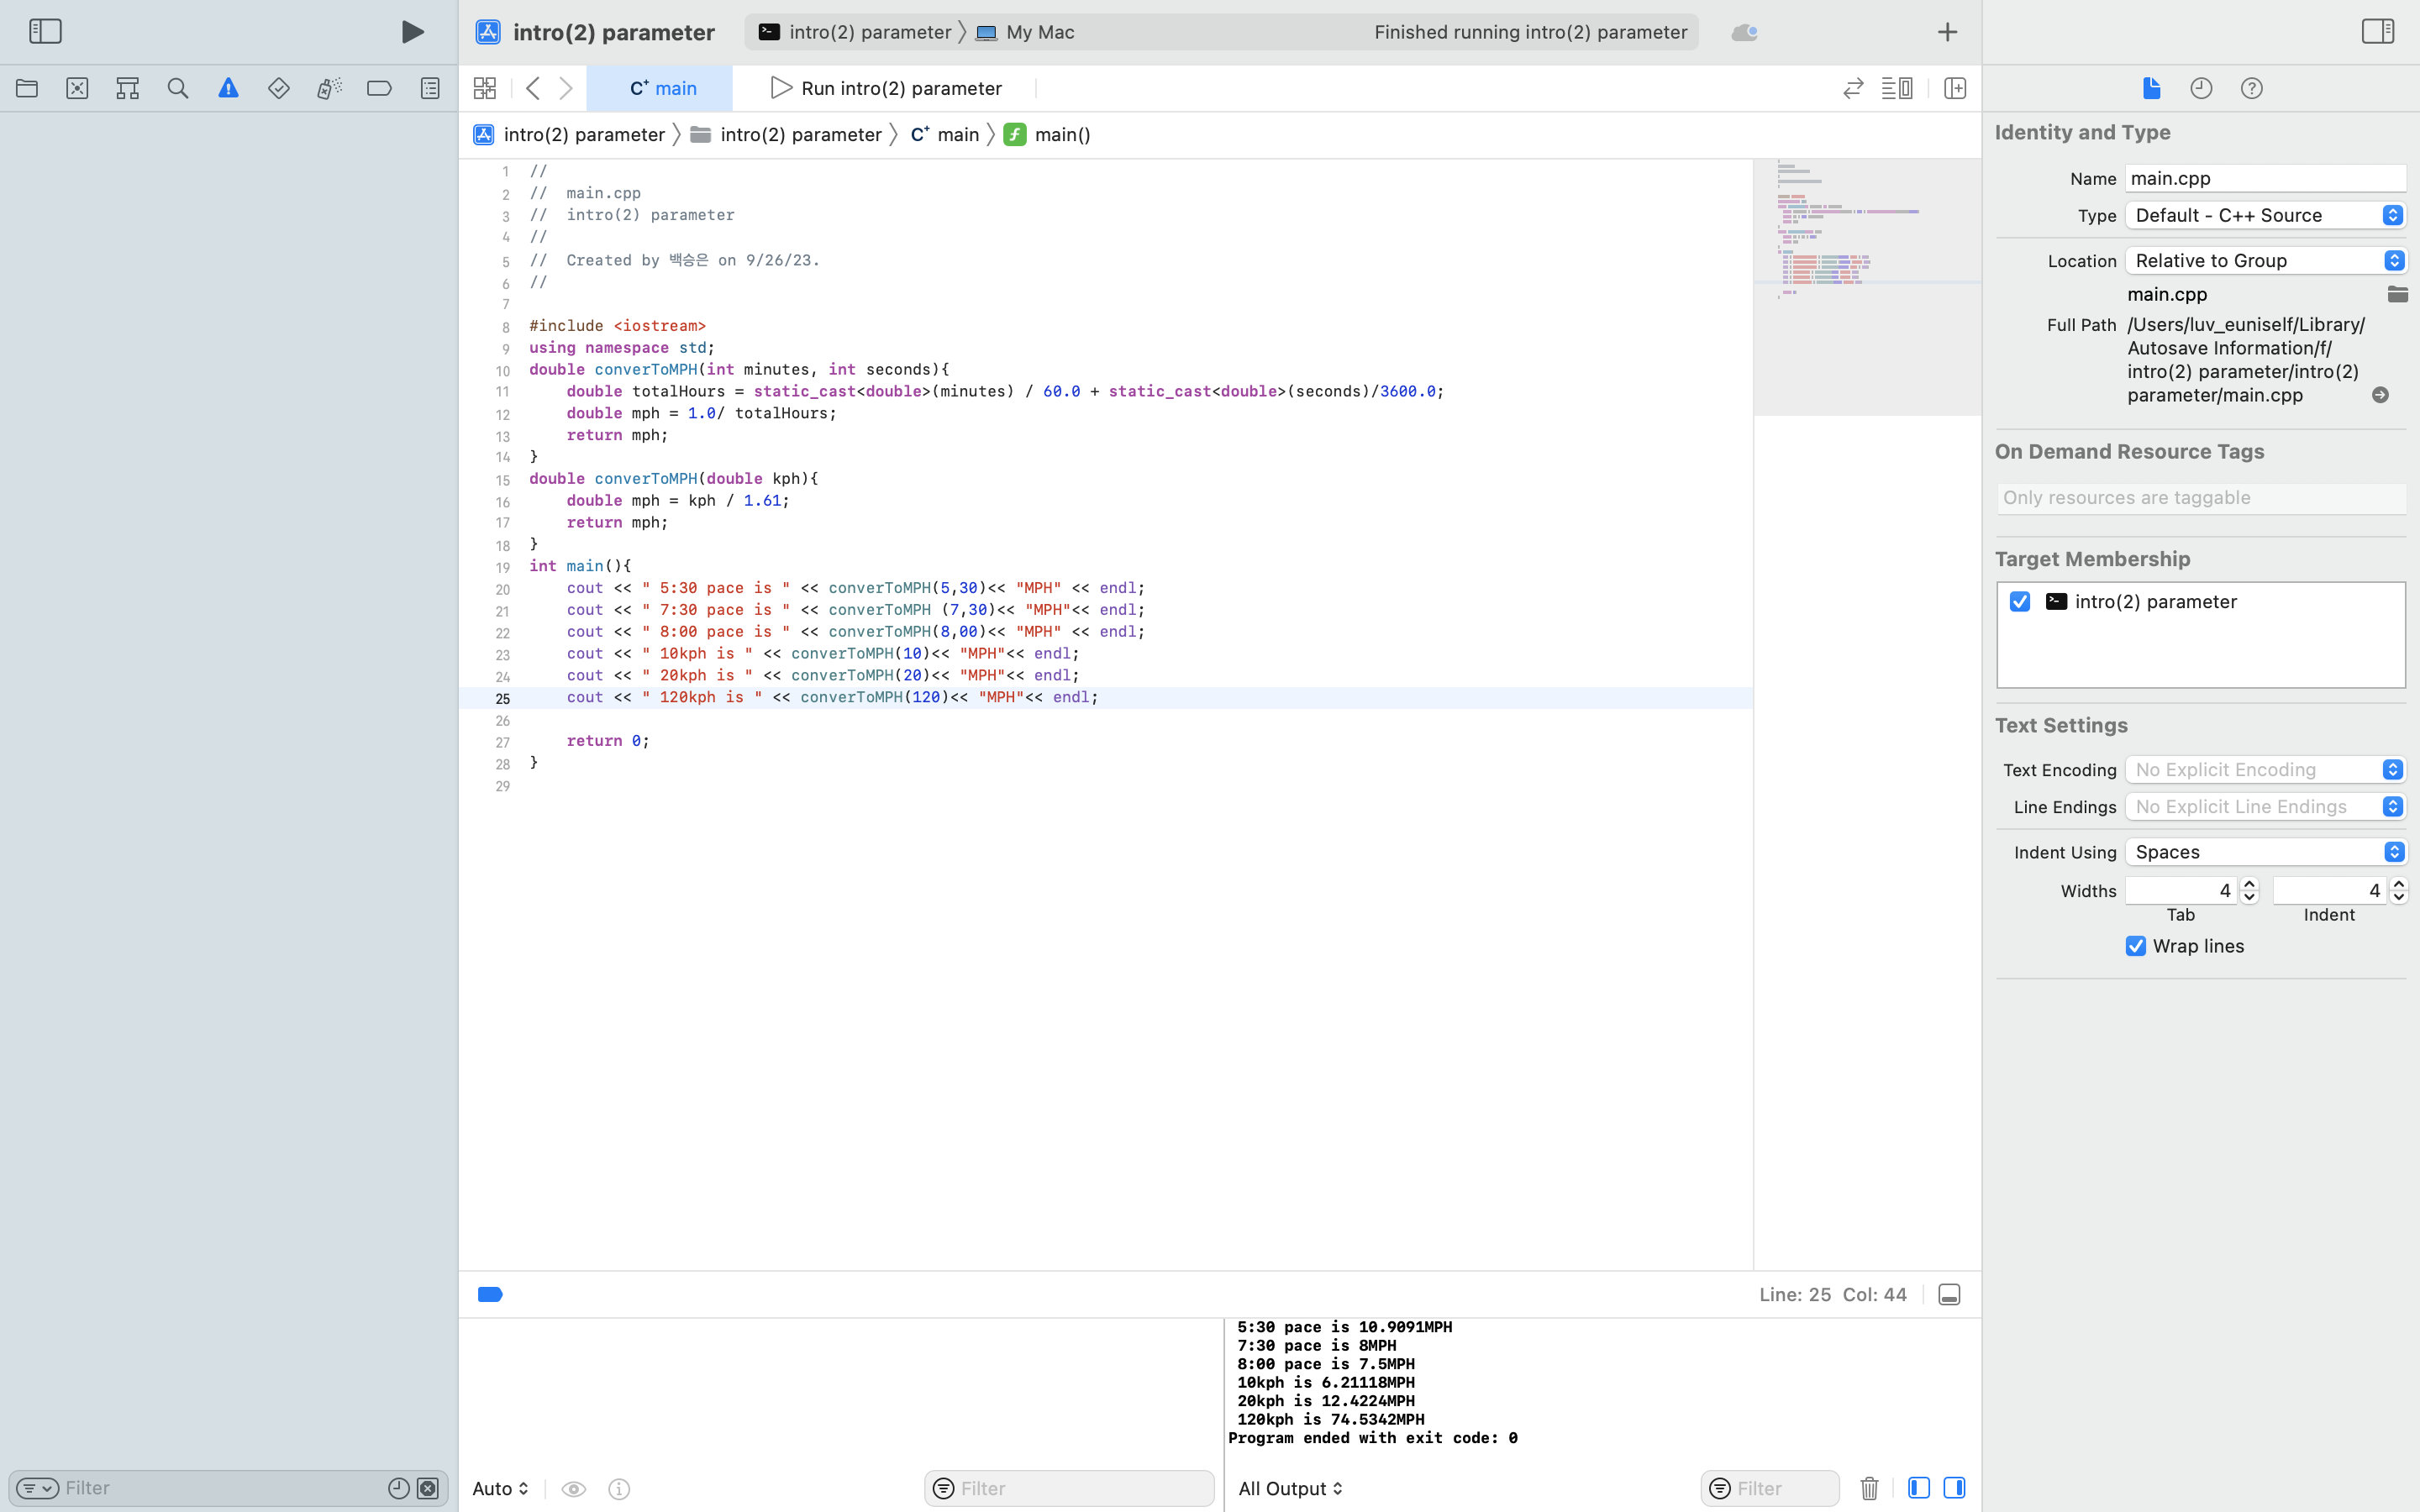 intro(2) parameter
intro(2) parameter
My Mac
Finished running intro(2) parameter
C+ main
Run intro(2) parameter
intro(2) parameter
intro(2) parameter
C+ main
main()
1 //
2 //  main.cpp
3 //  intro(2) parameter
4 //
5 //  Created by 백승은 on 9/26/23.
6 //
7
8 #include <iostream>
9 using namespace std;
10 double converToMPH(int minutes, int seconds){
11     double totalHours = static_cast<double>(minutes) / 60.0 + static_cast<double>(seconds)/3600.0;
12     double mph = 1.0/ totalHours;
13     return mph;
14 }
15 double converToMPH(double kph){
16     double mph = kph / 1.61;
17     return mph;
18 }
19 int main(){
20     cout << " 5:30 pace is " << converToMPH(5,30)<< "MPH" << endl;
21     cout << " 7:30 pace is " << converToMPH (7,30)<< "MPH"<< endl;
22     cout << " 8:00 pace is " << converToMPH(8,00)<< "MPH" << endl;
23     cout << " 10kph is " << converToMPH(10)<< "MPH"<< endl;
24     cout << " 20kph is " << converToMPH(20)<< "MPH"<< endl;
25     cout << " 120kph is " << converToMPH(120)<< "MPH"<< endl;
26
27     return 0;
28 }
29
Line: 25  Col: 44
5:30 pace is 10.9091MPH
7:30 pace is 8MPH
8:00 pace is 7.5MPH
10kph is 6.21118MPH
20kph is 12.4224MPH
120kph is 74.5342MPH
Program ended with exit code: 0
Filter
Auto
Filter
All Output
Filter
Identity and Type
Name main.cpp
Type Default - C++ Source
Location Relative to Group
main.cpp
Full Path /Users/luv_euniself/Library/
Autosave Information/f/
intro(2) parameter/intro(2)
parameter/main.cpp
On Demand Resource Tags
Only resources are taggable
Target Membership
intro(2) parameter
Text Settings
Text Encoding No Explicit Encoding
Line Endings No Explicit Line Endings
Indent Using Spaces
Widths 4 4
Tab Indent
Wrap lines